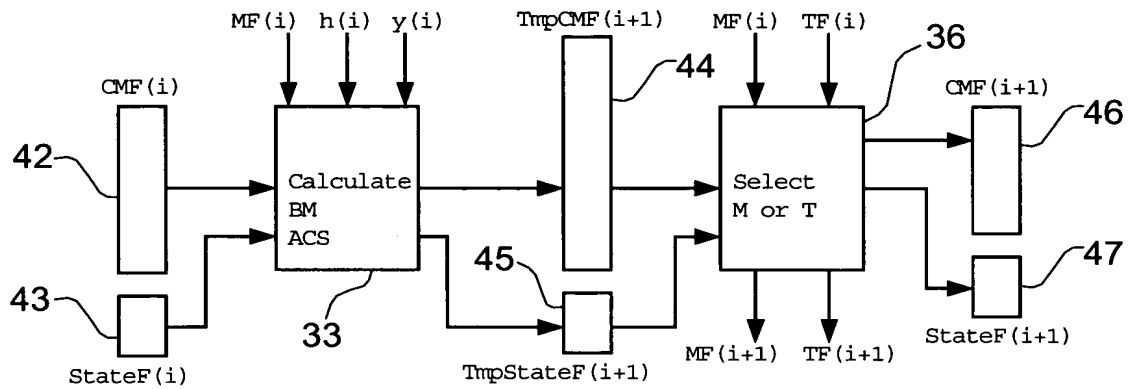 MF(i) h(i) y(i) TmpCMF(i+1) MF(i) TF(i)
36
44
CMF(i) CMF(i+1)
46
42
Calculate
BM
ACS
Select
M or T
45
47
43
33
StateF(i+1)
MF(i+1) TF(i+1)
StateF(i) TmpStateF(i+1)